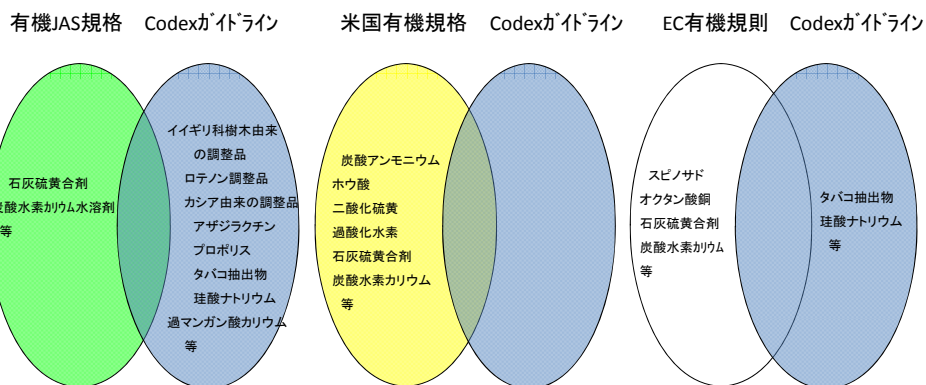 有機JAS規格 Codexガイドライン
石灰硫黄合剤
炭酸水素カリウム水溶剤
等
イイギリ科樹木由来
の調整品
ロテノン調整品
カシア由来の調整品
アザジラクチン
プロポリス
タバコ抽出物
珪酸ナトリウム
過マンガン酸カリウム
等
米国有機規格 Codexガイドライン
炭酸アンモニウム
ホウ酸
二酸化硫黄
過酸化水素
石灰硫黄合剤
炭酸水素カリウム
等
EC有機規則 Codexガイドライン
スピノサド
オクタン酸銅
石灰硫黄合剤
炭酸水素カリウム
等
タバコ抽出物
珪酸ナトリウム
等